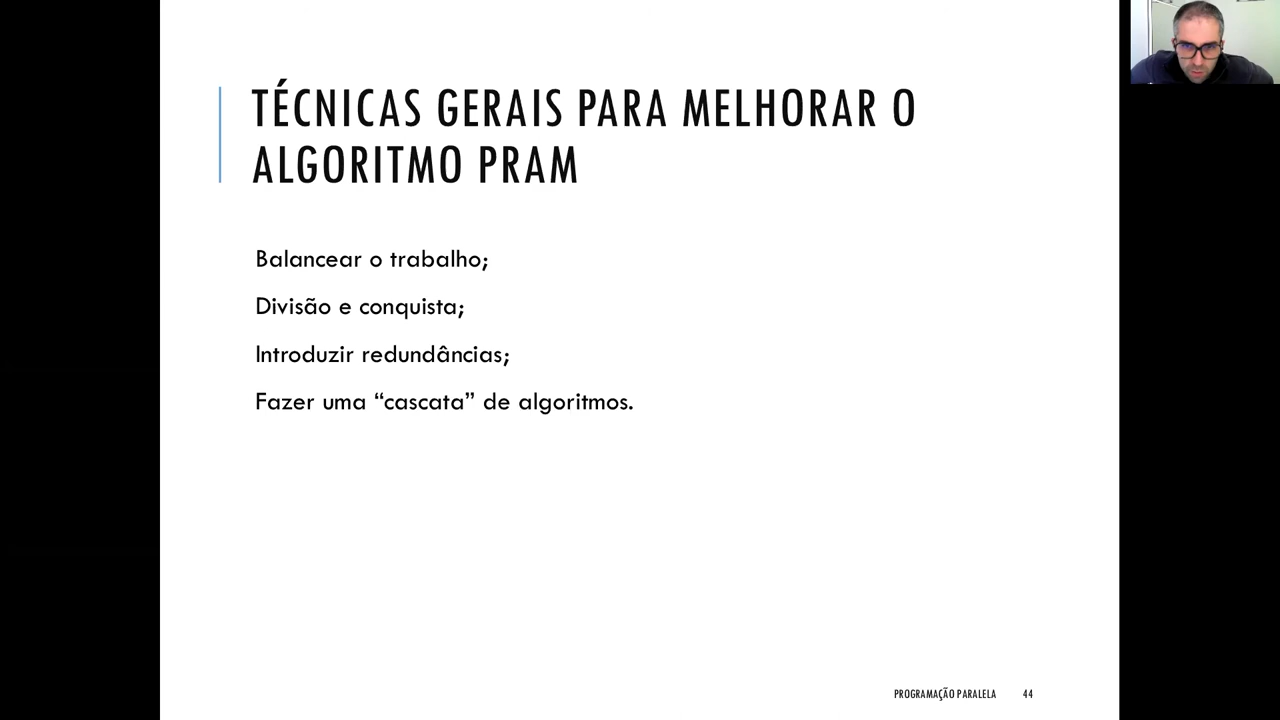 TÉCNICAS GERAIS PARA MELHORAR O
ALGORITMO PRAM
Balancear o trabalho;
Divisão e conquista;
Introduzir redundâncias;
Fazer uma “cascata” de algoritmos.
PROGRAMAÇÃO PARALELA 44